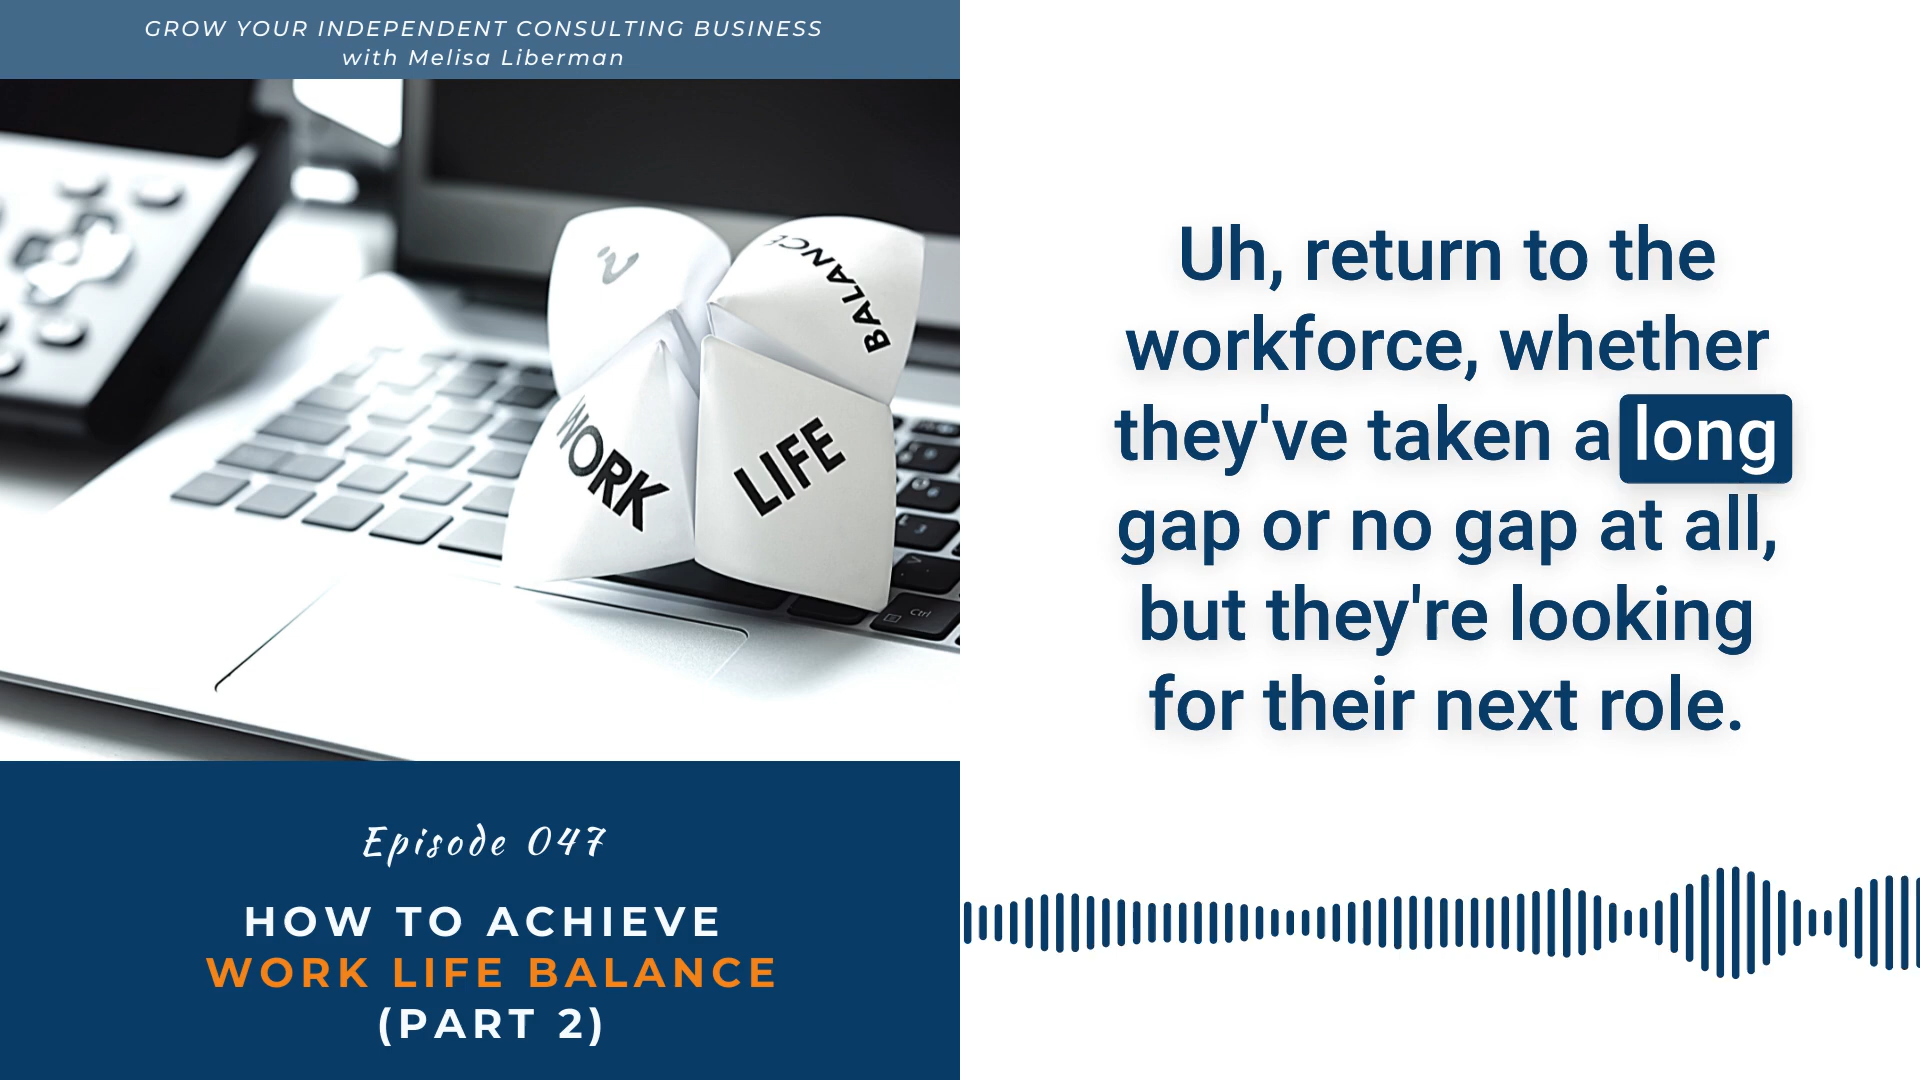 GROW YOUR INDEPENDENT CONSULTING BUSINESS
with Melisa Liberman
BALANCE
WORK
LIFE
Ctrl
Episode 047
HOW TO ACHIEVE
WORK LIFE BALANCE
(PART 2)
Uh, return to the
workforce, whether
they've taken a long
gap or no gap at all,
but they're looking
for their next role.